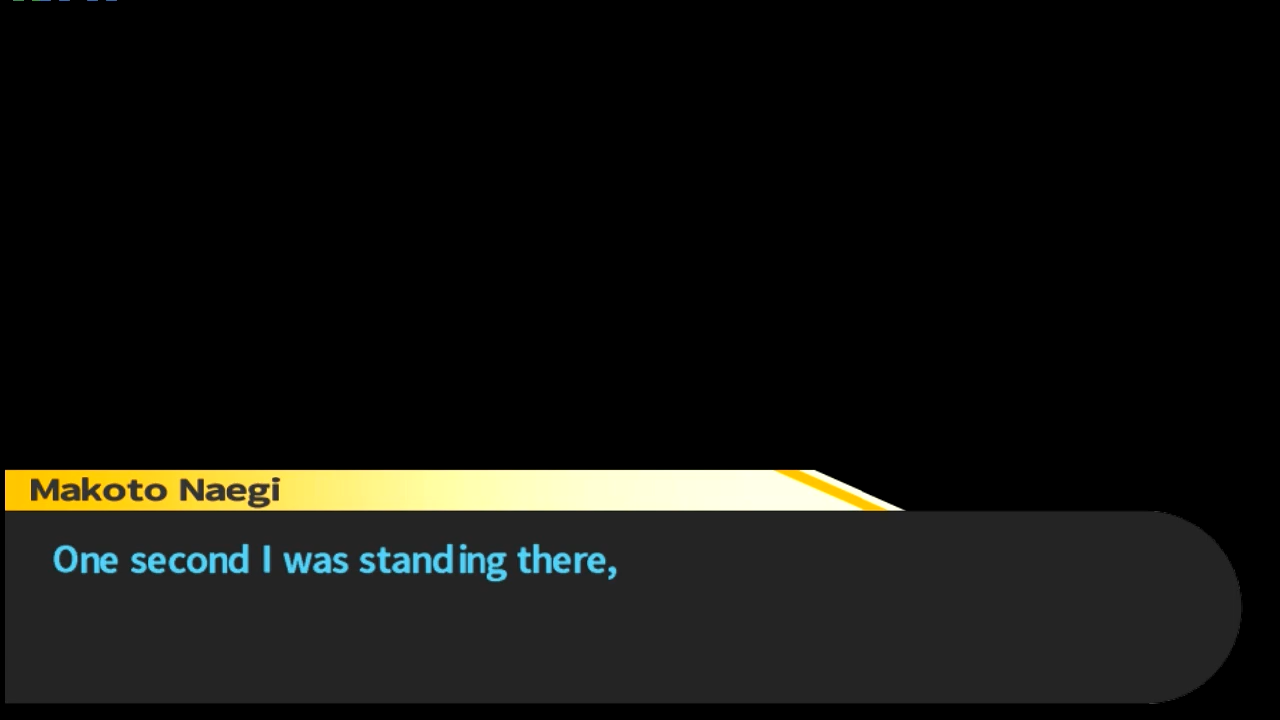 Makoto Naegi
One second I was standing there,